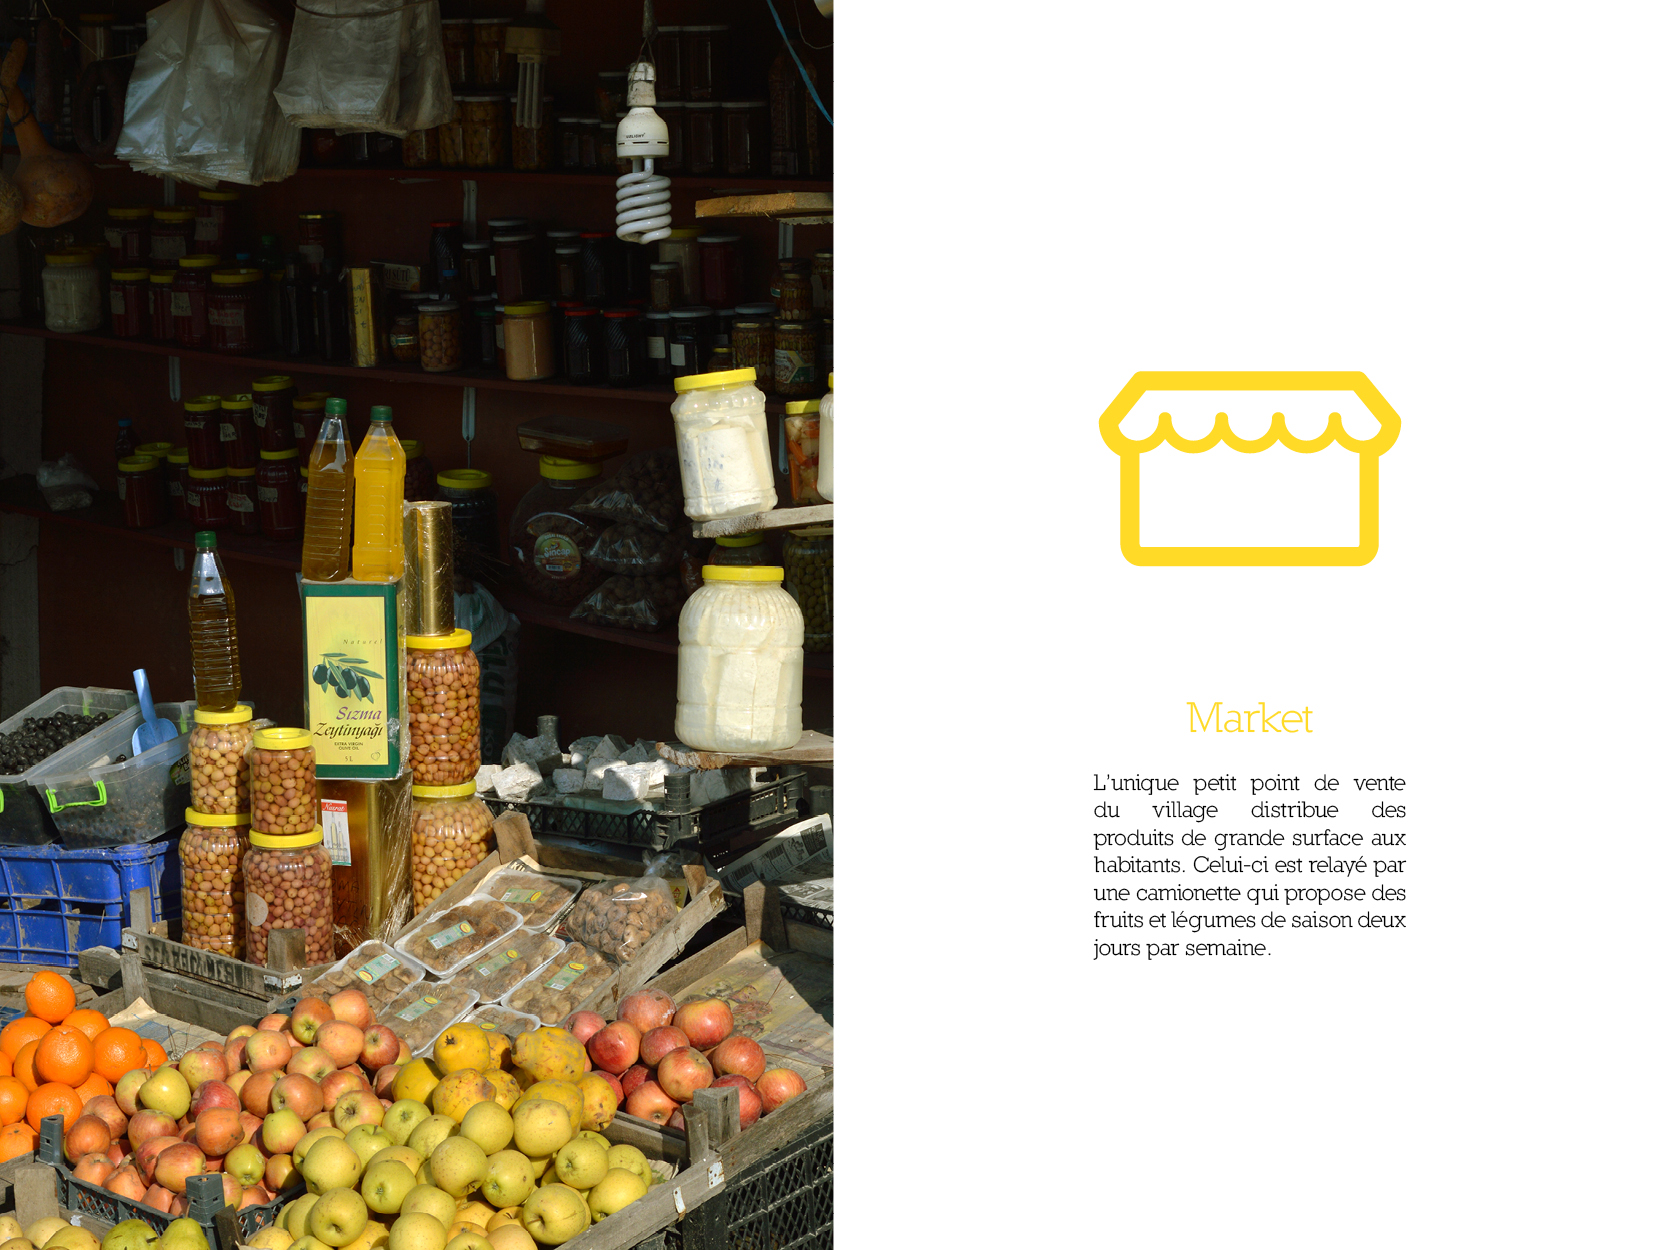 Naturel
Sızma
Zeytinyağı
EXTRA VIRGIN
OLIVE OIL
5 L
Market
L'unique petit point de vente
du village distribue des
produits de grande surface aux
habitants. Celui-ci est relayé par
une camionette qui propose des
fruits et légumes de saison deux
jours par semaine.